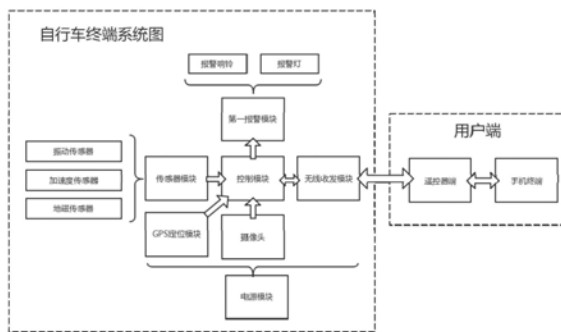 自行车终端系统图
报警响铃
报警灯
第一报警模块
用户端
振动传感器
加速度传感器
地磁传感器
传感器模块
控制模块
无线收发模块
遥控器端
手机终端
GPS定位模块
摄像头
电源模块